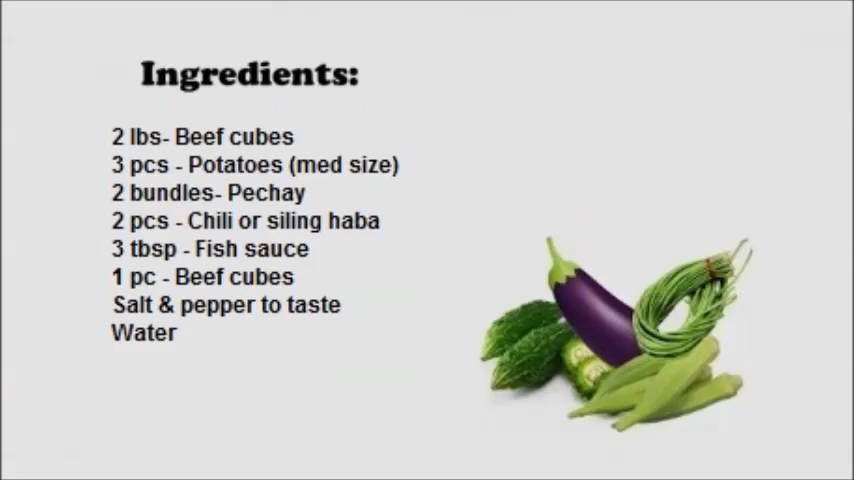 Ingredients:
2 lbs- Beef cubes
3 pcs - Potatoes (med size)
2 bundles- Pechay
2 pcs - Chili or siling haba
3 tbsp - Fish sauce
1 pc - Beef cubes
Salt & pepper to taste
Water